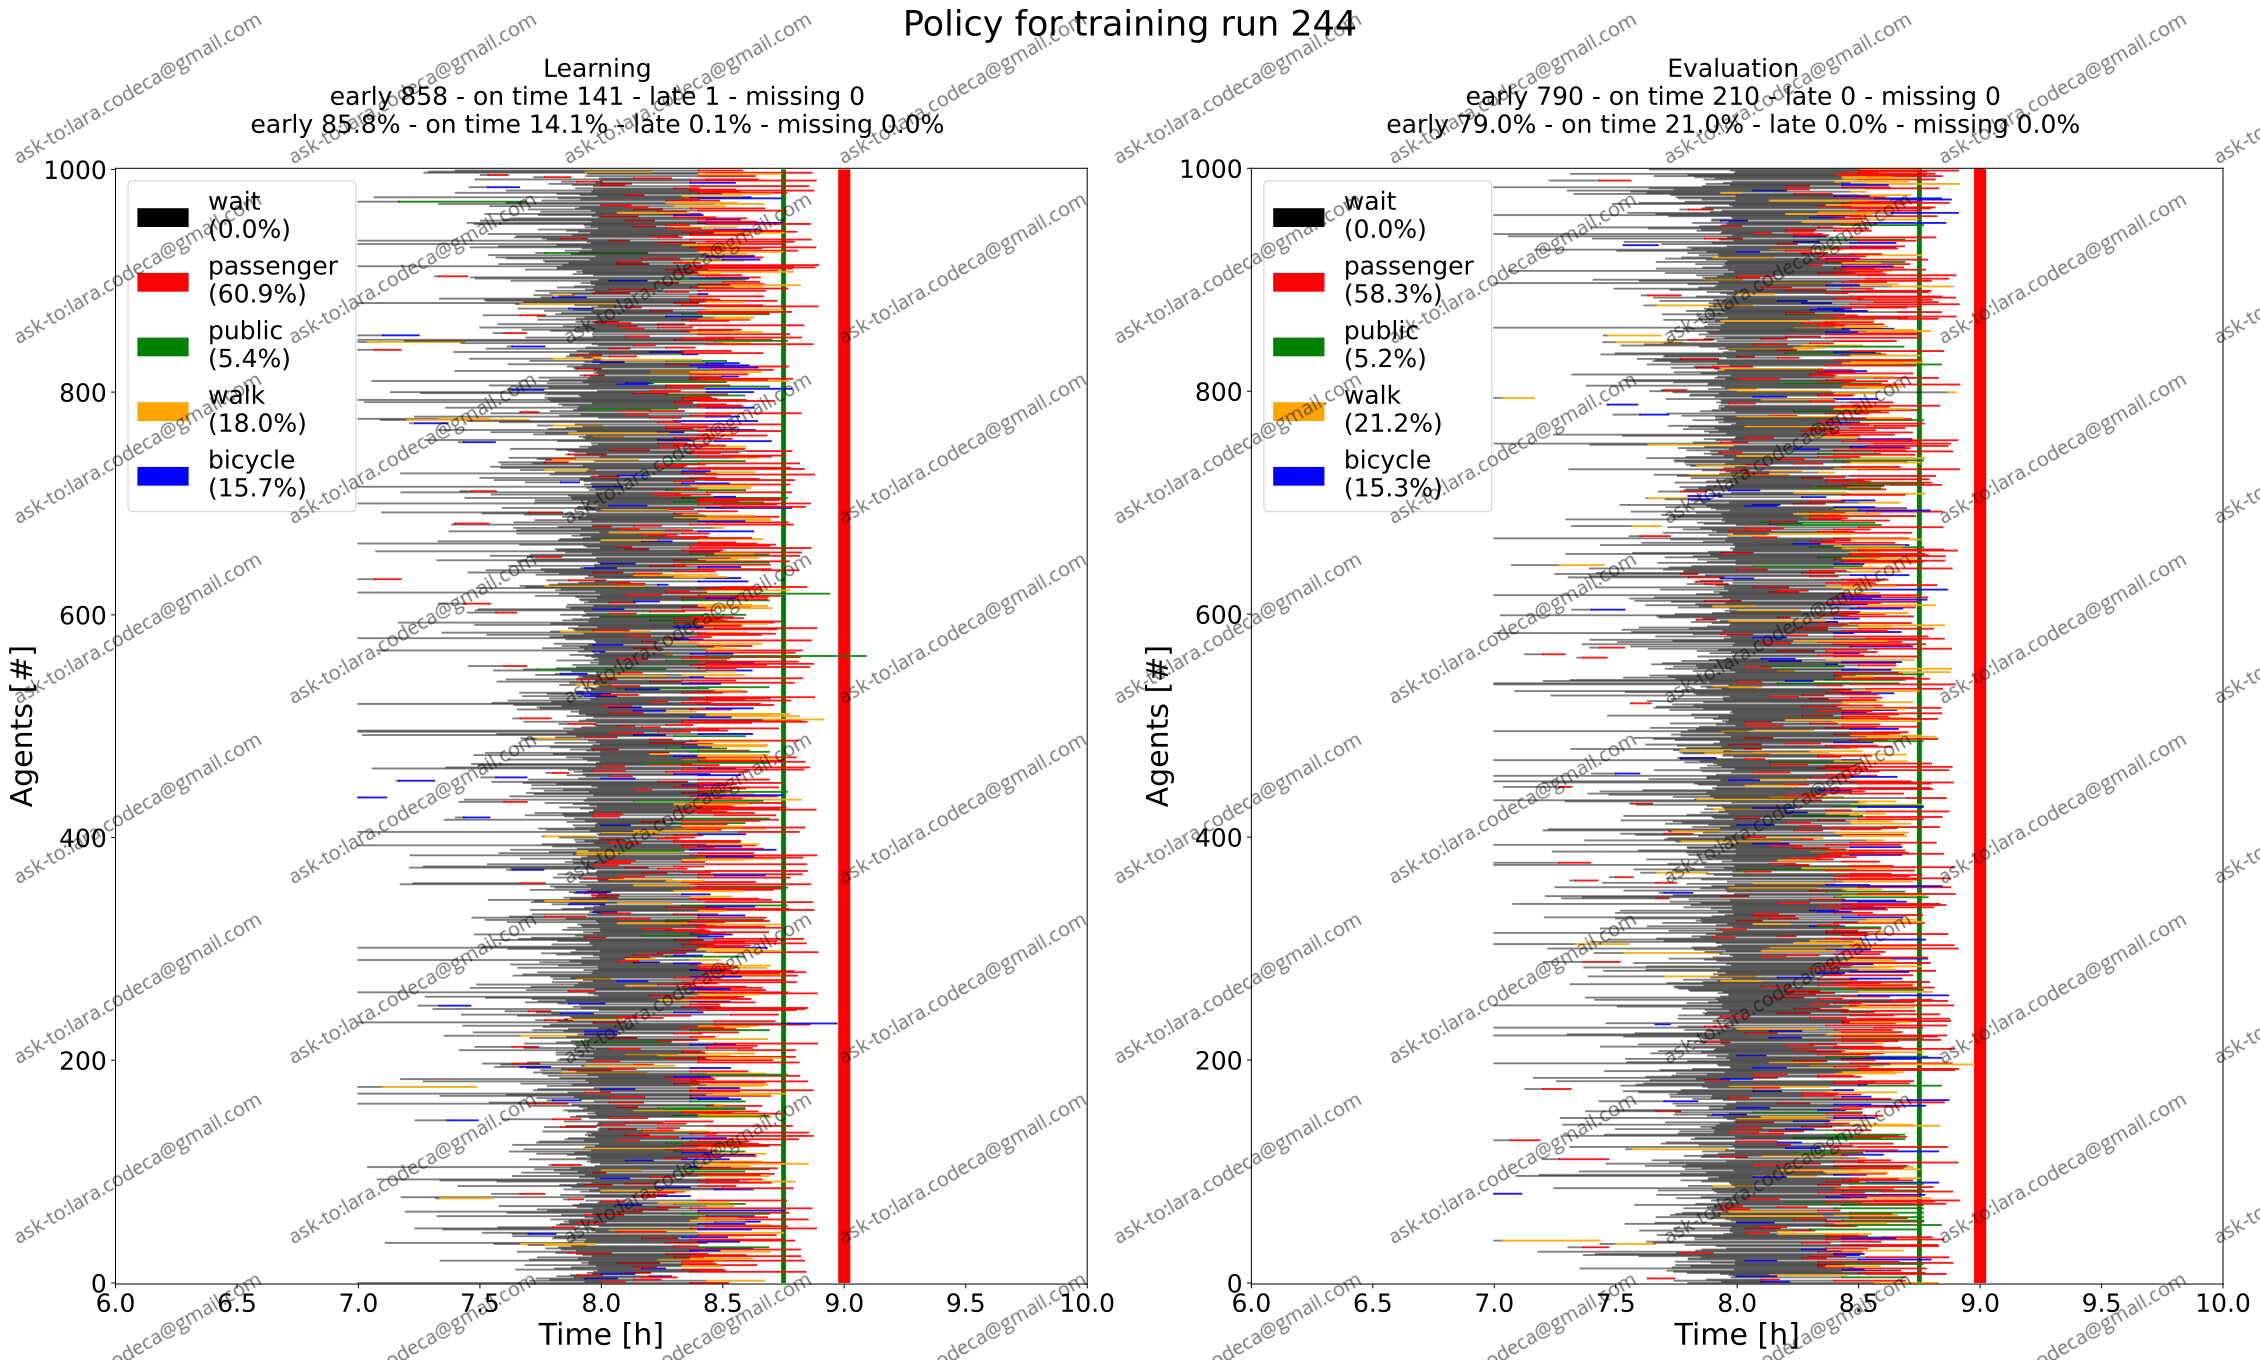 Policy for training run 244
Learning
early 858 - on time 141 - late 1 - missing 0
early 85.8% - on time 14.1% - late 0.1% - missing 0.0%
Agents [#]
1000
800
600
400
200
0
wait
(0.0%)
passenger
(60.9%)
public
(5.4%)
walk
(18.0%)
bicycle
(15.7%)
6.0 6.5 7.0 7.5 8.0 8.5 9.0 9.5 10.0
Time [h]
Evaluation
early 790 - on time 210 - late 0 - missing 0
early 79.0% - on time 21.0% - late 0.0% - missing 0.0%
Agents [#]
1000
800
600
400
200
0
wait
(0.0%)
passenger
(58.3%)
public
(5.2%)
walk
(21.2%)
bicycle
(15.3%)
6.0 6.5 7.0 7.5 8.0 8.5 9.0 9.5 10.0
Time [h]
ask-to:lara.codeca@gmail.com